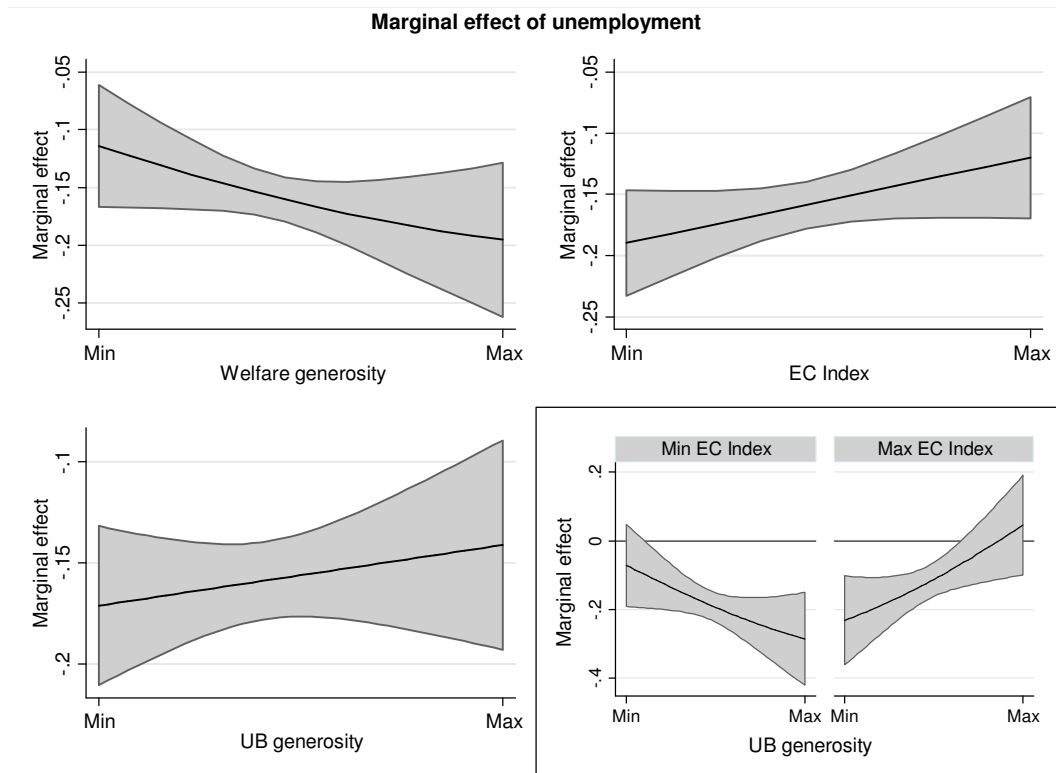 Marginal effect of unemployment
Marginal effect
-.05
-.1
-.15
-.2
-.25
Min
Max
Welfare generosity
Marginal effect
-.05
-.1
-.15
-.2
-.25
Min
Max
EC Index
Marginal effect
-.1
-.15
-.2
Min
Max
UB generosity
Min EC Index
Max EC Index
Marginal effect
.2
0
-.2
-.4
Min
Max
Min
Max
UB generosity